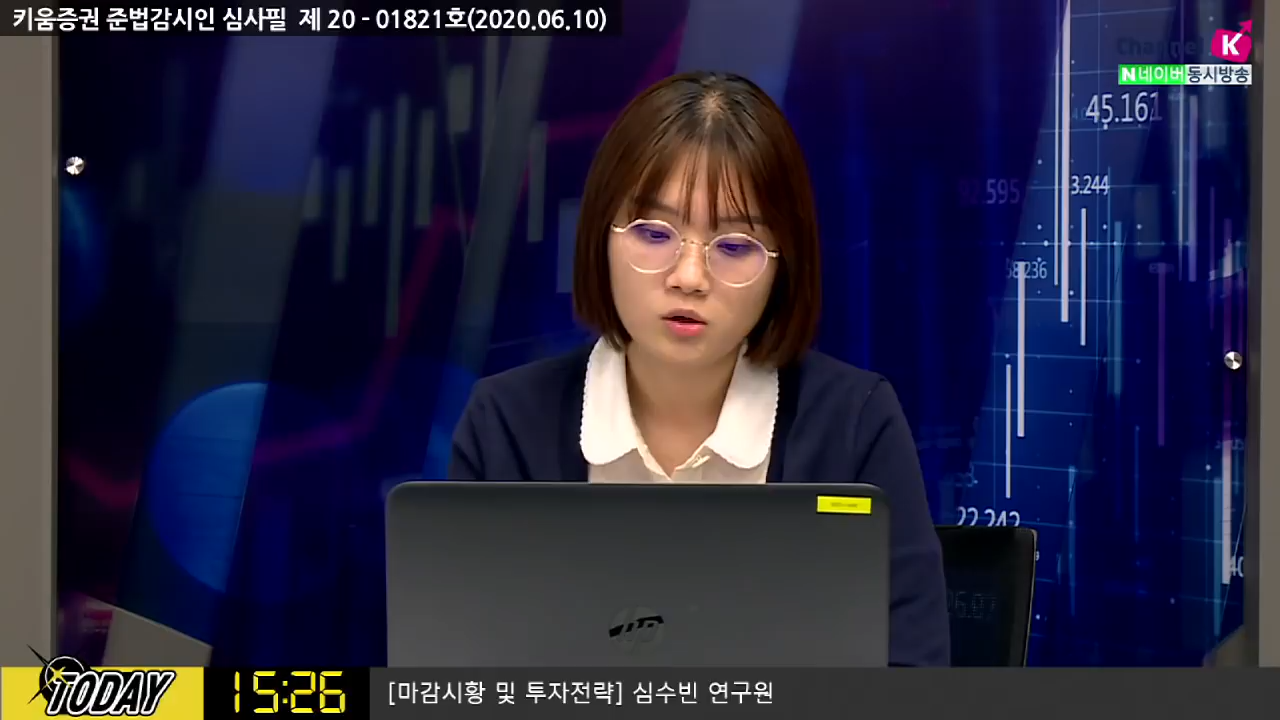 키움증권 준법감시인 심사필 제 20 - 01821호(2020.06.10)
Channel K
N 네이버 동시방송
45.161
3.244
22.242
hp
TODAY
15:26
[마감시황 및 투자전략] 심수빈 연구원